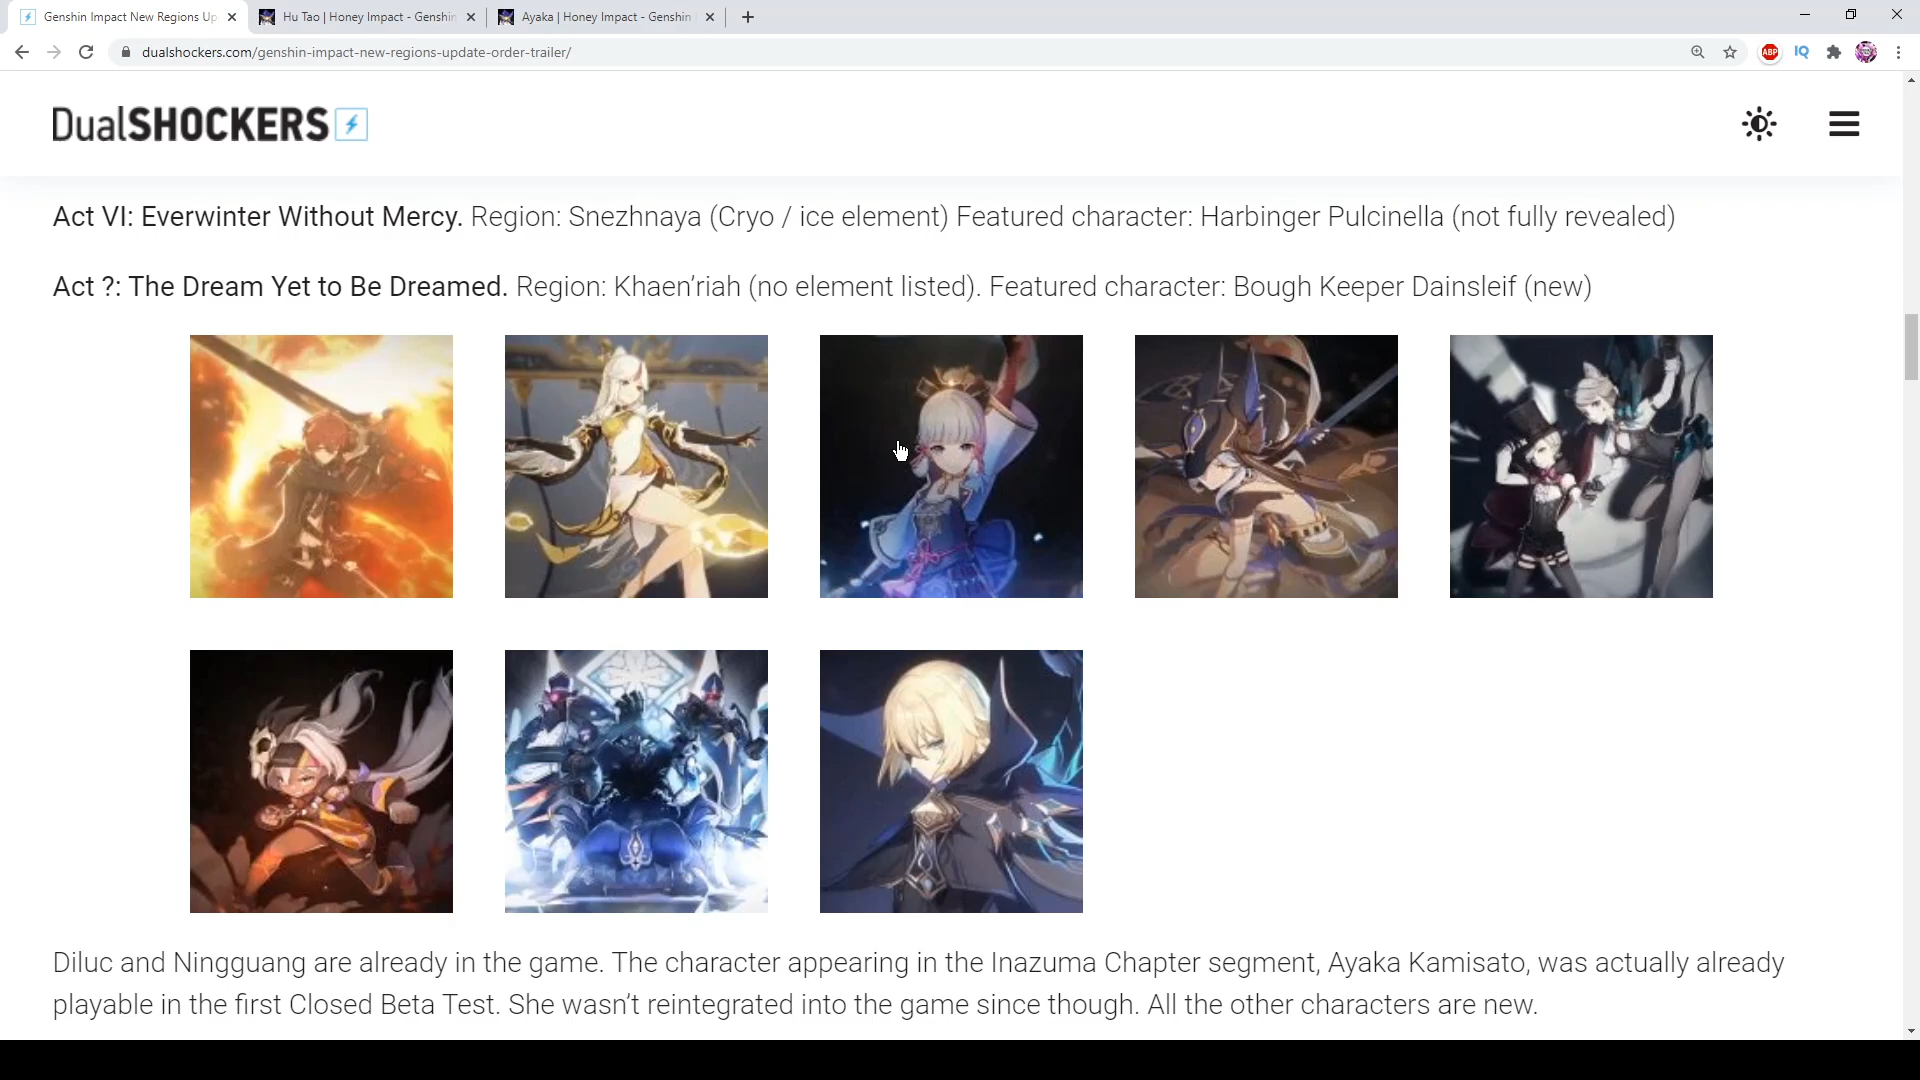 Genshin Impact New Regions Up
Hu Tao | Honey Impact - Genshin
Ayaka | Honey Impact - Genshin
dualshockers.com/genshin-impact-new-regions-update-order-trailer/
ABP
IQ
DualSHOCKERS
Act VI: Everwinter Without Mercy. Region: Snezhnaya (Cryo / ice element) Featured character: Harbinger Pulcinella (not fully revealed)
Act ?: The Dream Yet to Be Dreamed. Region: Khaen’riah (no element listed). Featured character: Bough Keeper Dainsleif (new)
Diluc and Ningguang are already in the game. The character appearing in the Inazuma Chapter segment, Ayaka Kamisato, was actually already
playable in the first Closed Beta Test. She wasn’t reintegrated into the game since though. All the other characters are new.